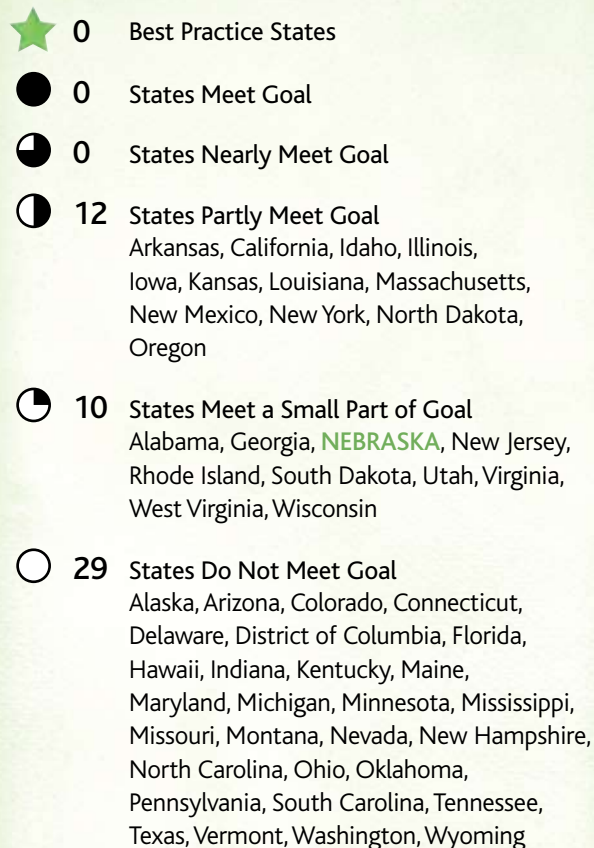 0 Best Practice States
0 States Meet Goal
0 States Nearly Meet Goal
12 States Partly Meet Goal
Arkansas, California, Idaho, Illinois,
Iowa, Kansas, Louisiana, Massachusetts,
New Mexico, New York, North Dakota,
Oregon
10 States Meet a Small Part of Goal
Alabama, Georgia, NEBRASKA, New Jersey,
Rhode Island, South Dakota, Utah, Virginia,
West Virginia, Wisconsin
29 States Do Not Meet Goal
Alaska, Arizona, Colorado, Connecticut,
Delaware, District of Columbia, Florida,
Hawaii, Indiana, Kentucky, Maine,
Maryland, Michigan, Minnesota, Mississippi,
Missouri, Montana, Nevada, New Hampshire,
North Carolina, Ohio, Oklahoma,
Pennsylvania, South Carolina, Tennessee,
Texas, Vermont, Washington, Wyoming